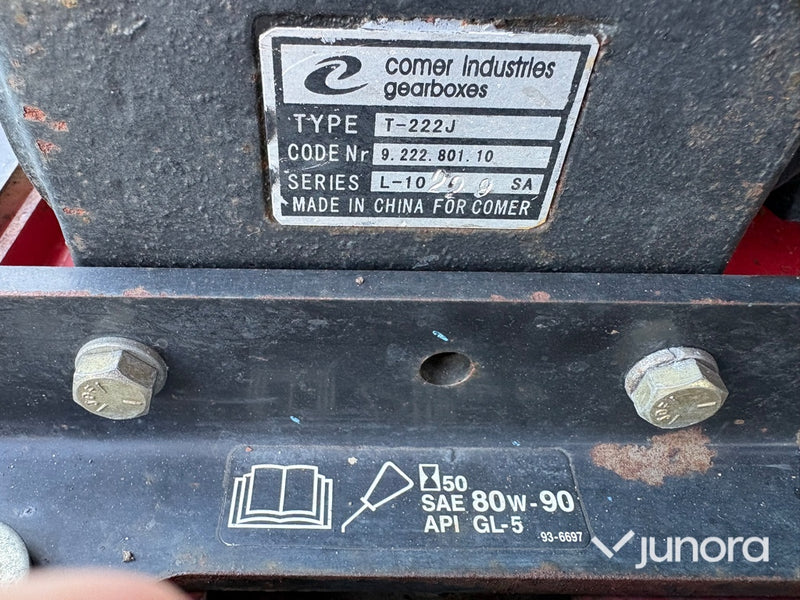 comer industries
gearboxes
TYPE T-222J
CODE Nr 9.222.801.10
SERIES L-10 SA
MADE IN CHINA FOR COMER
50
SAE 80W-90
API GL-5
93-6697
junora